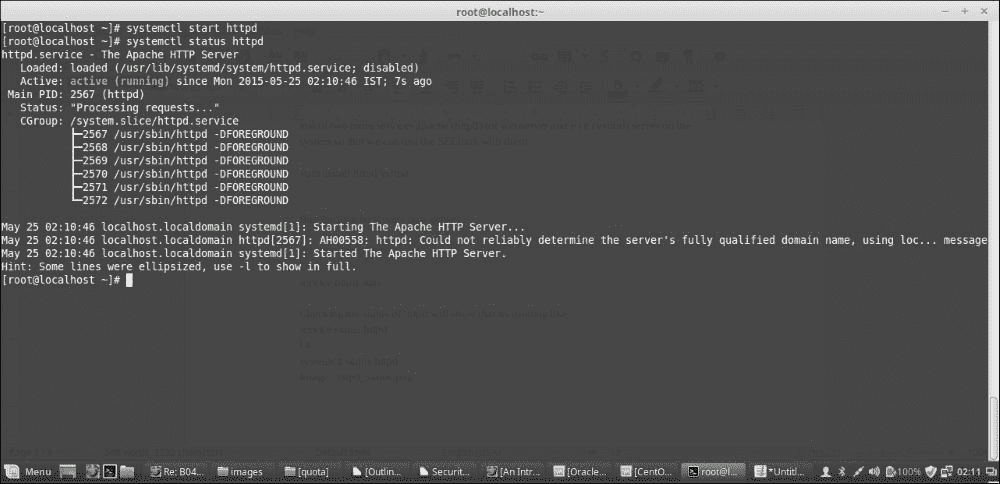 root@localhost:~
[root@localhost ~]# systemctl start httpd
[root@localhost ~]# systemctl status httpd
httpd.service - The Apache HTTP Server
Loaded: loaded (/usr/lib/systemd/system/httpd.service; disabled)
Active: active (running) since Mon 2015-05-25 02:10:46 IST; 7s ago
Main PID: 2567 (httpd)
Status: "Processing requests..."
CGroup: /system.slice/httpd.service
├─2567 /usr/sbin/httpd -DFOREGROUND
├─2568 /usr/sbin/httpd -DFOREGROUND
├─2569 /usr/sbin/httpd -DFOREGROUND
├─2570 /usr/sbin/httpd -DFOREGROUND
├─2571 /usr/sbin/httpd -DFOREGROUND
└─2572 /usr/sbin/httpd -DFOREGROUND
May 25 02:10:46 localhost.localdomain systemd[1]: Starting The Apache HTTP Server...
May 25 02:10:46 localhost.localdomain httpd[2567]: AH00558: httpd: Could not reliably determine the server's fully qualified domain name, using loc... message
May 25 02:10:46 localhost.localdomain systemd[1]: Started The Apache HTTP Server.
Hint: Some lines were ellipsized, use -l to show in full.
[root@localhost ~]#
Menu Re: B04... images [quota] [Outlin... Securit... [An Intr... [Oracle... [CentO... root@l... *Untitl... 100% 02:11